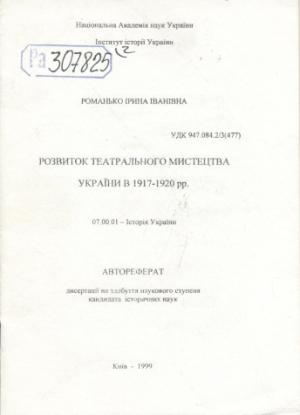 Національна Академія наук України
Інститут історії України
Ра 307825
РОМАНЬКО ІРИНА ІВАНІВНА
УДК 947.084.2/3(477)
РОЗВИТОК ТЕАТРАЛЬНОГО МИСТЕЦТВА
УКРАЇНИ В 1917-1920 рр.
07.00.01 – Історія України
АВТОРЕФЕРАТ
дисертації на здобуття наукового ступеня
кандидата історичних наук
Київ - 1999